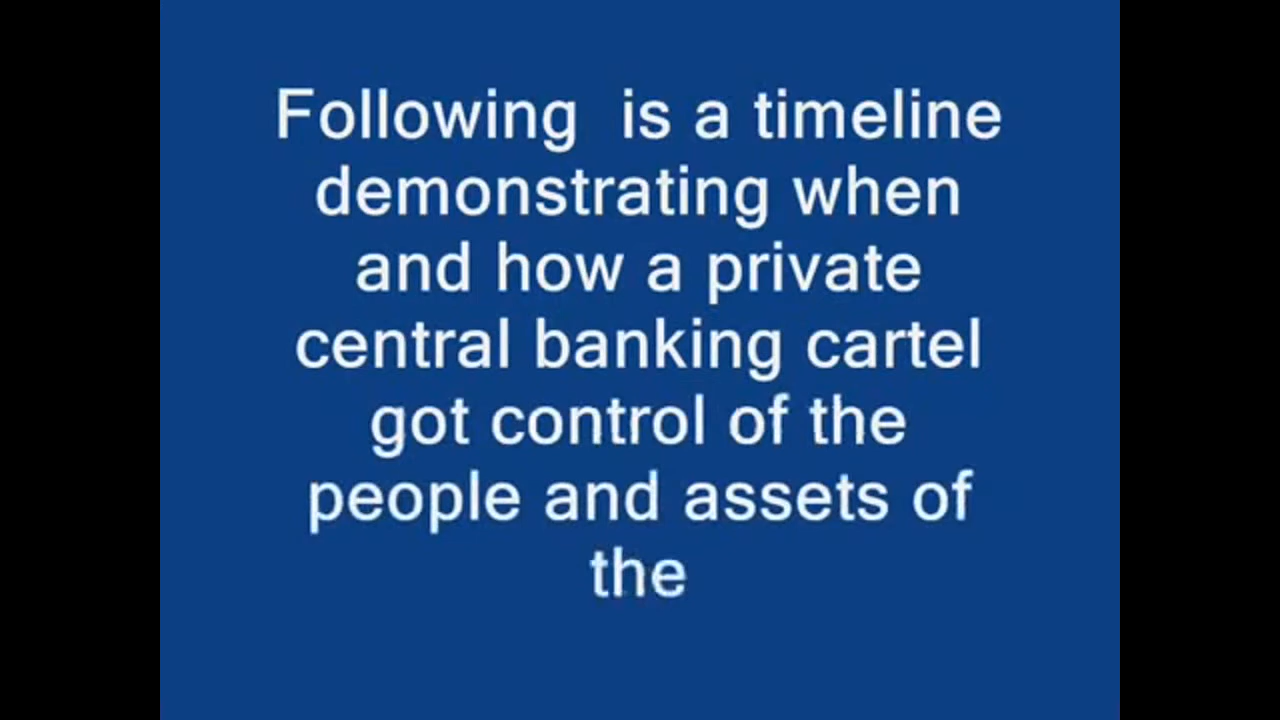 Following  is a timeline
demonstrating when
and how a private
central banking cartel
got control of the
people and assets of
the